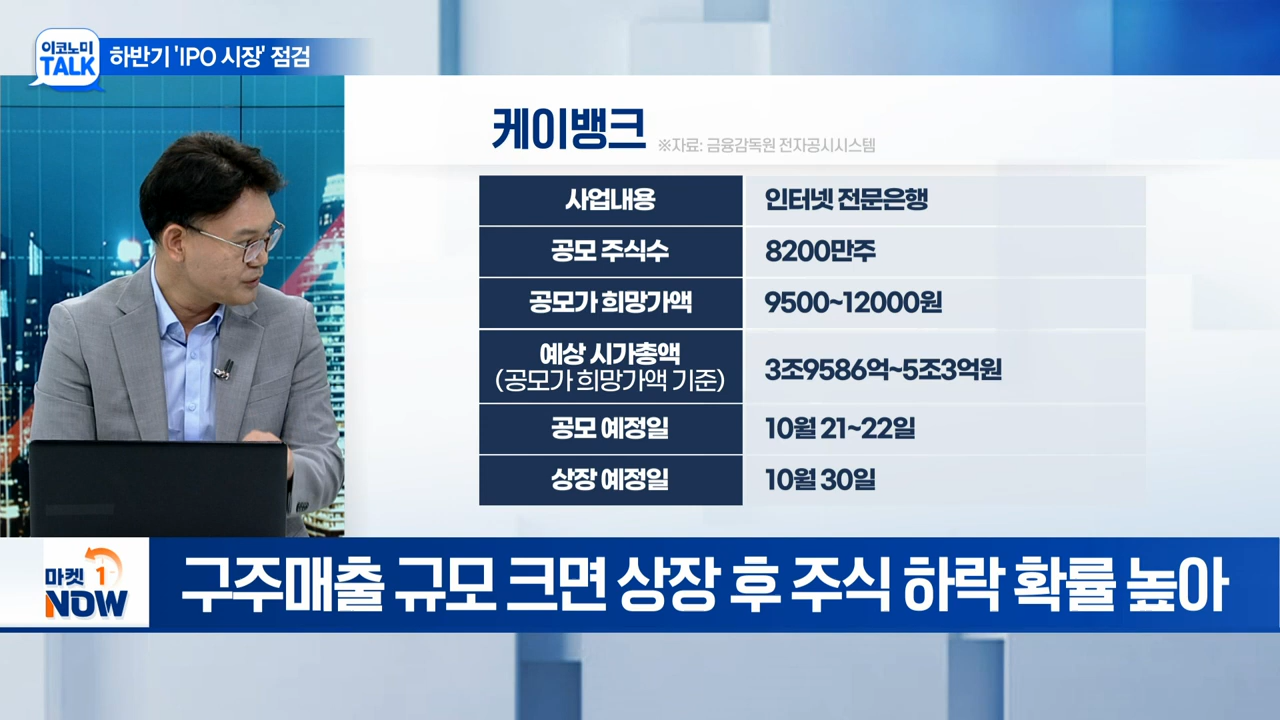 이코노미
TALK
하반기 'IPO 시장' 점검
케이뱅크
※자료: 금융감독원 전자공시시스템
사업내용
인터넷 전문은행
공모 주식수
8200만주
공모가 희망가액
9500~12000원
예상 시가총액
(공모가 희망가액 기준)
3조9586억~5조3억원
공모 예정일
10월 21~22일
상장 예정일
10월 30일
마켓 1
NOW
구주매출 규모 크면 상장 후 주식 하락 확률 높아